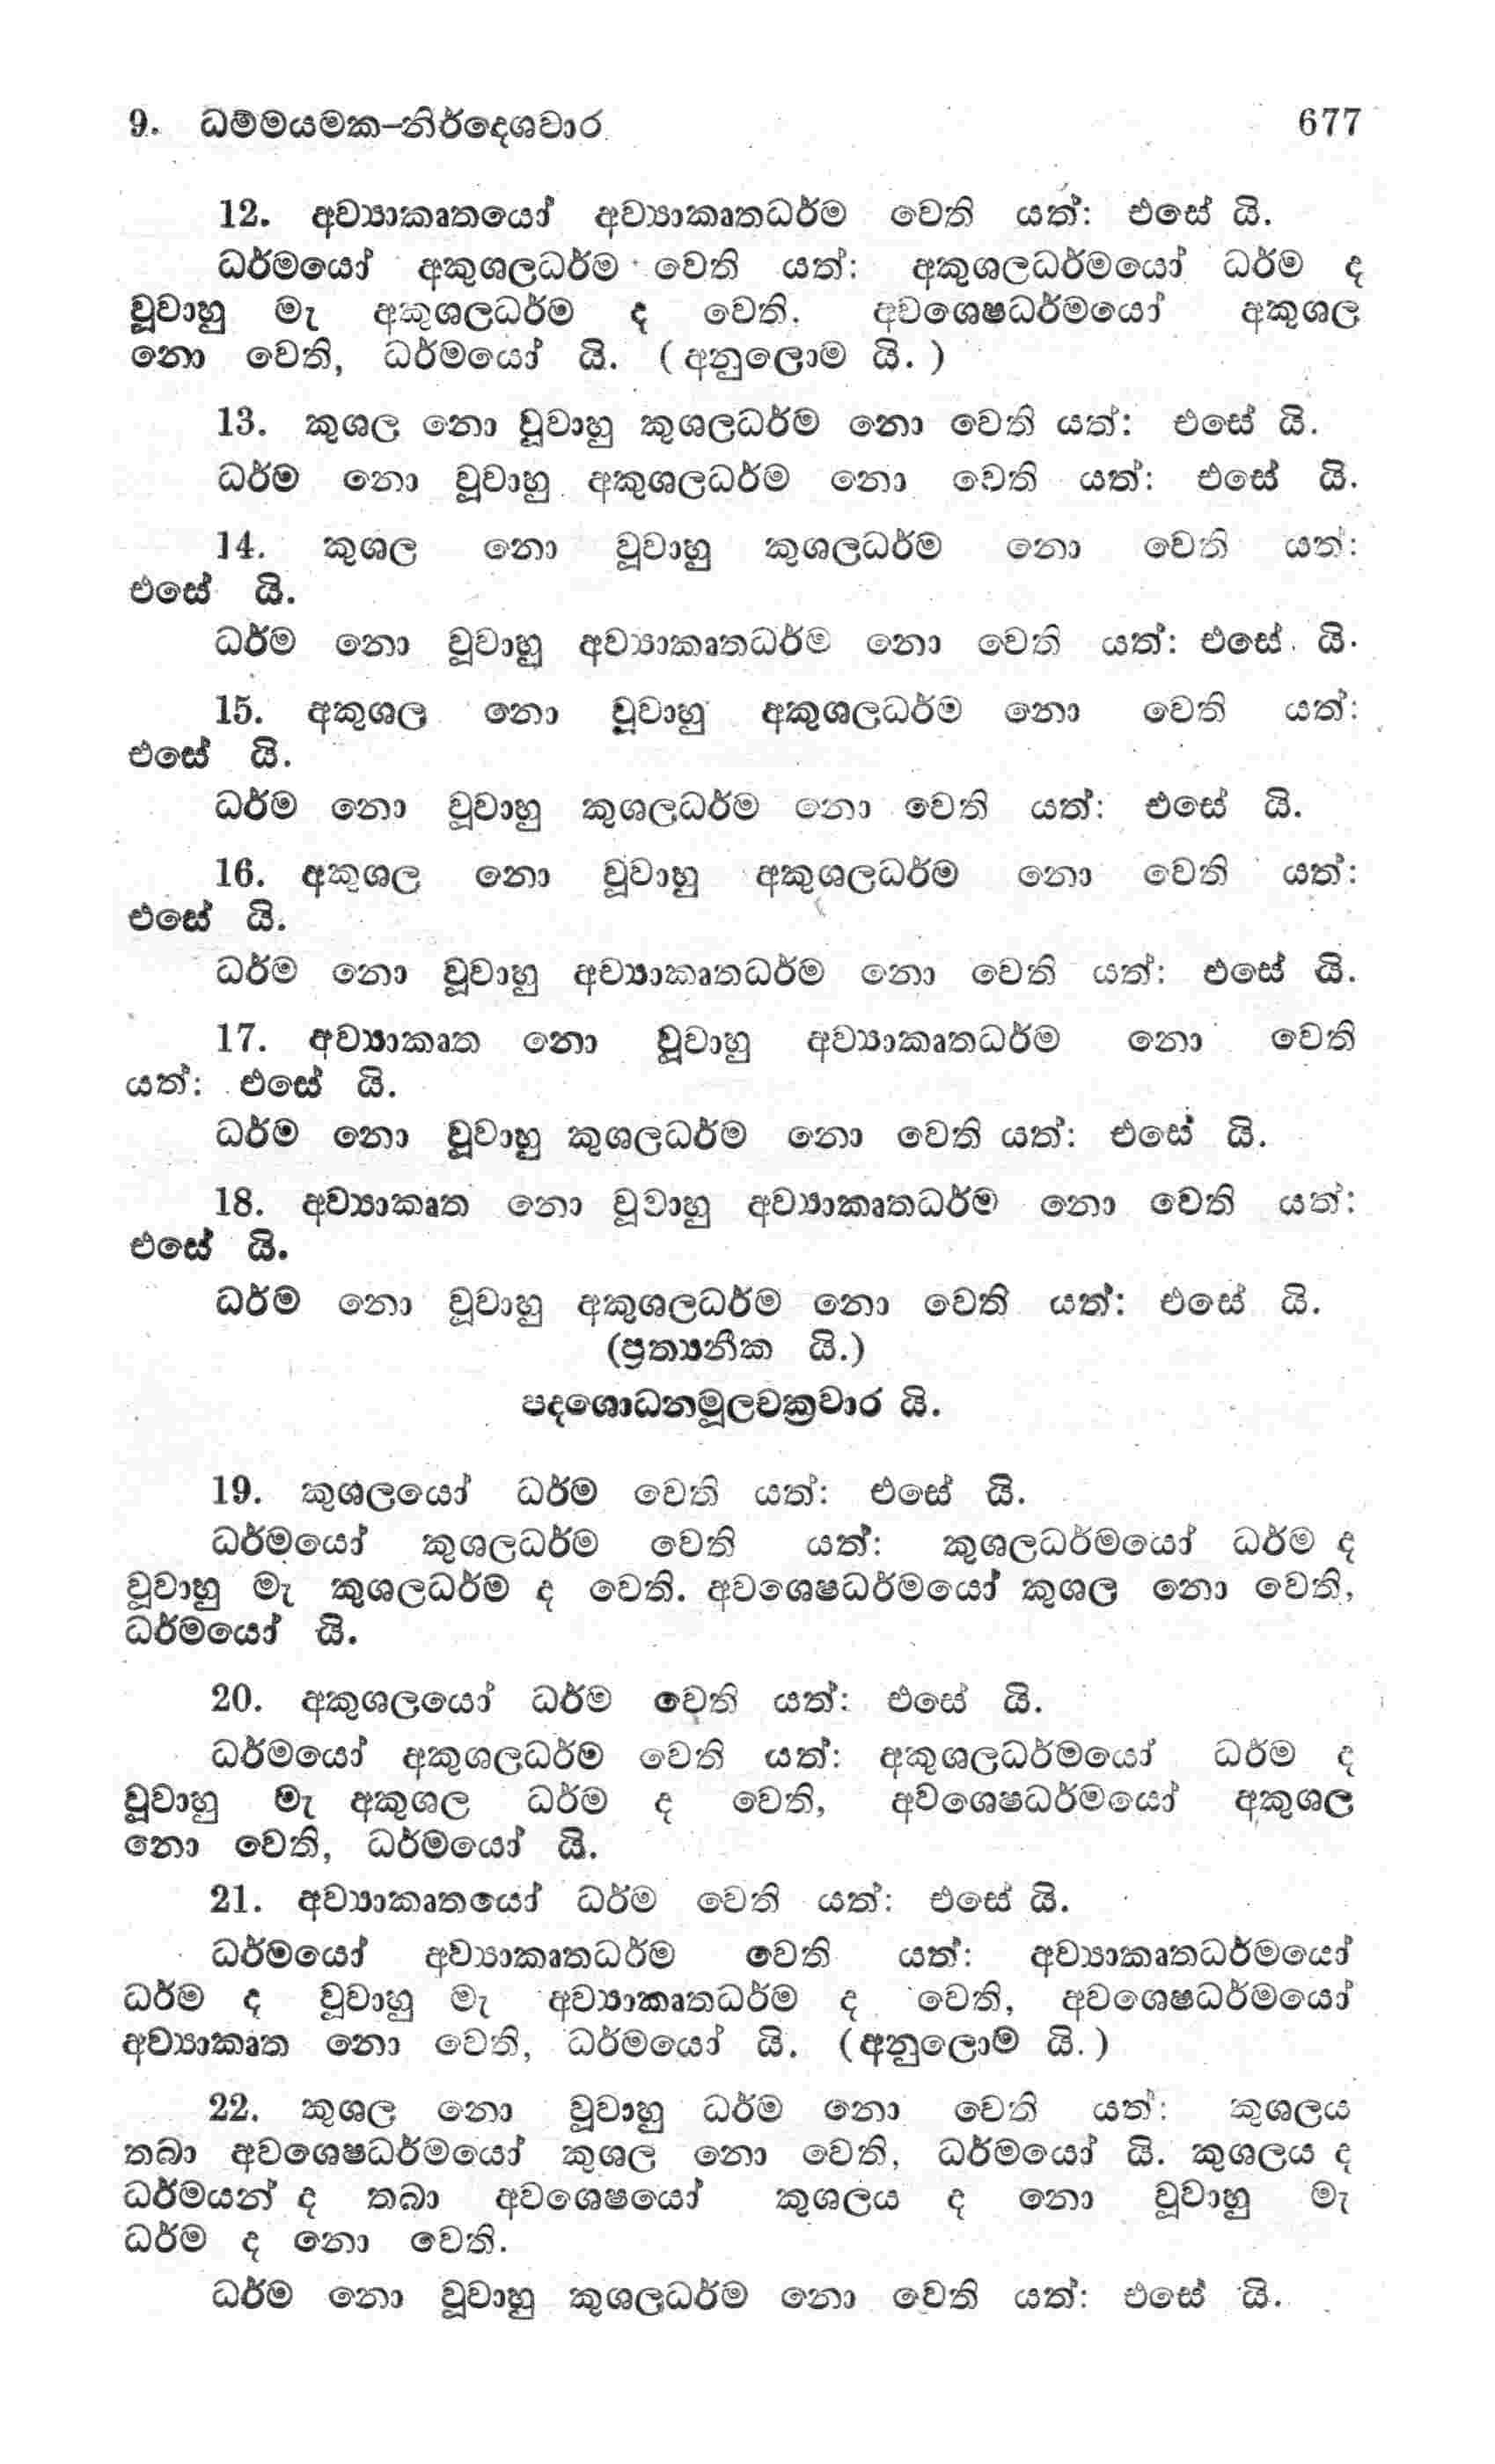 9. ධම්මයමක-නිර්දෙශවාර 677
12. අව්‍යාකෘතයෝ අව්‍යාකෘතධර්ම වෙති යත්: එසේ යි.
ධර්මයෝ අකුශලධර්ම වෙති යත්: අකුශලධර්මයෝ ධර්ම ද
වූවාහු මැ අකුශලධර්ම ද වෙති. අවශෙෂධර්මයෝ අකුශල
නො වෙති, ධර්මයෝ යි. (අනුලොම යි.)
13. කුශල නො වූවාහු කුශලධර්ම නො වෙති යත්: එසේ යි.
ධර්ම නො වූවාහු අකුශලධර්ම නො වෙති යත්: එසේ යි.
14. කුශල නො වූවාහු කුශලධර්ම නො වෙති යත්:
එසේ යි.
ධර්ම නො වූවාහු අව්‍යාකෘතධර්ම නො වෙති යත්: එසේ යි.
15. අකුශල නො වූවාහු අකුශලධර්ම නො වෙති යත්:
එසේ යි.
ධර්ම නො වූවාහු කුශලධර්ම නො වෙති යත්: එසේ යි.
16. අකුශල නො වූවාහු අකුශලධර්ම නො වෙති යත්:
එසේ යි.
ධර්ම නො වූවාහු අව්‍යාකෘතධර්ම නො වෙති යත්: එසේ යි.
17. අව්‍යාකෘත නො වූවාහු අව්‍යාකෘතධර්ම නො වෙති
යත්: එසේ යි.
ධර්ම නො වූවාහු කුශලධර්ම නො වෙති යත්: එසේ යි.
18. අව්‍යාකෘත නො වූවාහු අව්‍යාකෘතධර්ම නො වෙති යත්:
එසේ යි.
ධර්ම නො වූවාහු අකුශලධර්ම නො වෙති යත්: එසේ යි.
(ප්‍රත්‍යනීක යි.)
පදශොධනමූලචක්‍රවාර යි.
19. කුශලයෝ ධර්ම වෙති යත්: එසේ යි.
ධර්මයෝ කුශලධර්ම වෙති යත්: කුශලධර්මයෝ ධර්ම ද
වූවාහු මැ කුශලධර්ම ද වෙති. අවශෙෂධර්මයෝ කුශල නො වෙති,
ධර්මයෝ යි.
20. අකුශලයෝ ධර්ම වෙති යත්: එසේ යි.
ධර්මයෝ අකුශලධර්ම වෙති යත්: අකුශලධර්මයෝ ධර්ම ද
වූවාහු මැ අකුශල ධර්ම ද වෙති, අවශෙෂධර්මයෝ අකුශල
නො වෙති, ධර්මයෝ යි.
21. අව්‍යාකෘතයෝ ධර්ම වෙති යත්: එසේ යි.
ධර්මයෝ අව්‍යාකෘතධර්ම වෙති යත්: අව්‍යාකෘතධර්මයෝ
ධර්ම ද වූවාහු මැ අව්‍යාකෘතධර්ම ද වෙති, අවශෙෂධර්මයෝ
අව්‍යාකෘත නො වෙති, ධර්මයෝ යි. (අනුලොම යි.)
22. කුශල නො වූවාහු ධර්ම නො වෙති යත්: කුශලය
තබා අවශෙෂධර්මයෝ කුශල නො වෙති, ධර්මයෝ යි. කුශලය ද
ධර්මයන් ද තබා අවශෙෂයෝ කුශලය ද නො වූවාහු මැ
ධර්ම ද නො වෙති.
ධර්ම නො වූවාහු කුශලධර්ම නො වෙති යත්: එසේ යි.